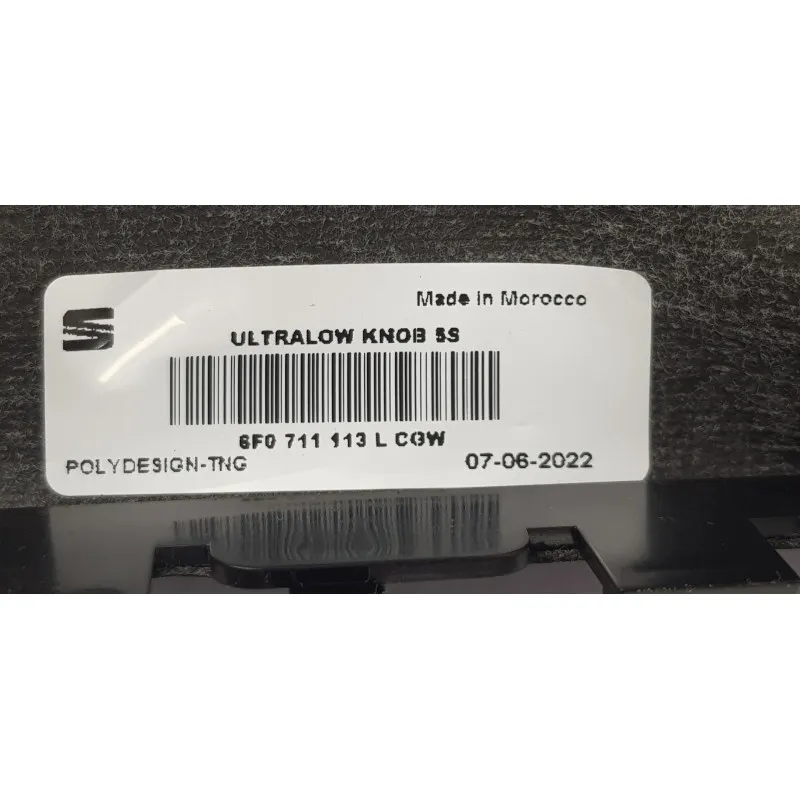 Made in Morocco
ULTRALOW KNOB 5S
6F0 711 113 L CGW
POLYDESIGN-TNG
07-06-2022